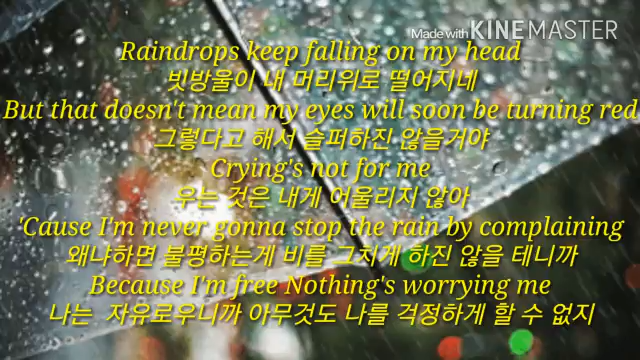 Made with KINEMASTER
Raindrops keep falling on my head
빗방울이 내 머리위로 떨어지네
But that doesn't mean my eyes will soon be turning red
그렇다고 해서 슬퍼하진 않을거야
Crying's not for me
우는 것은 내게 어울리지 않아
'Cause I'm never gonna stop the rain by complaining
왜냐하면 불평하는게 비를 그치게 하진 않을 테니까
Because I'm free Nothing's worrying me
나는 자유로우니까 아무것도 나를 걱정하게 할 수 없지